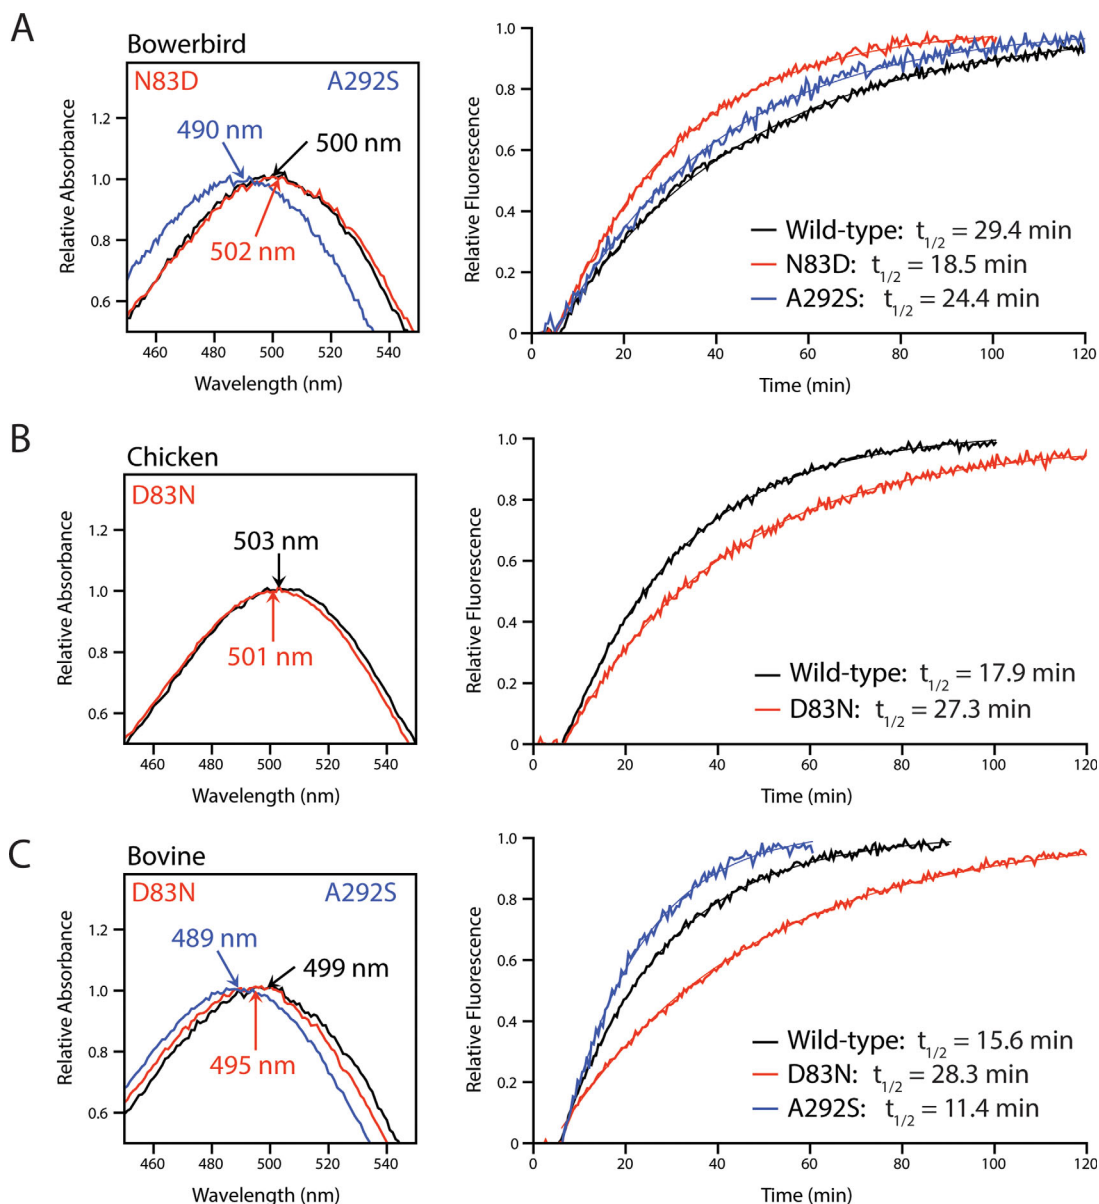 A
Bowerbird
N83D
A292S
490 nm
500 nm
502 nm
1.2
1.0
0.8
0.6
Relative Absorbance
460
480
500
520
540
Wavelength (nm)
1.0
0.8
0.6
0.4
0.2
0
Relative Fluorescence
Wild-type: t1/2 = 29.4 min
N83D: t1/2 = 18.5 min
A292S: t1/2 = 24.4 min
0
20
40
60
80
100
120
Time (min)
B
Chicken
D83N
503 nm
501 nm
1.2
1.0
0.8
0.6
Relative Absorbance
460
480
500
520
540
Wavelength (nm)
1.0
0.8
0.6
0.4
0.2
0
Relative Fluorescence
Wild-type: t1/2 = 17.9 min
D83N: t1/2 = 27.3 min
0
20
40
60
80
100
120
Time (min)
C
Bovine
D83N
A292S
489 nm
499 nm
495 nm
1.2
1.0
0.8
0.6
Relative Absorbance
460
480
500
520
540
Wavelength (nm)
1.0
0.8
0.6
0.4
0.2
0
Relative Fluorescence
Wild-type: t1/2 = 15.6 min
D83N: t1/2 = 28.3 min
A292S: t1/2 = 11.4 min
0
20
40
60
80
100
120
Time (min)